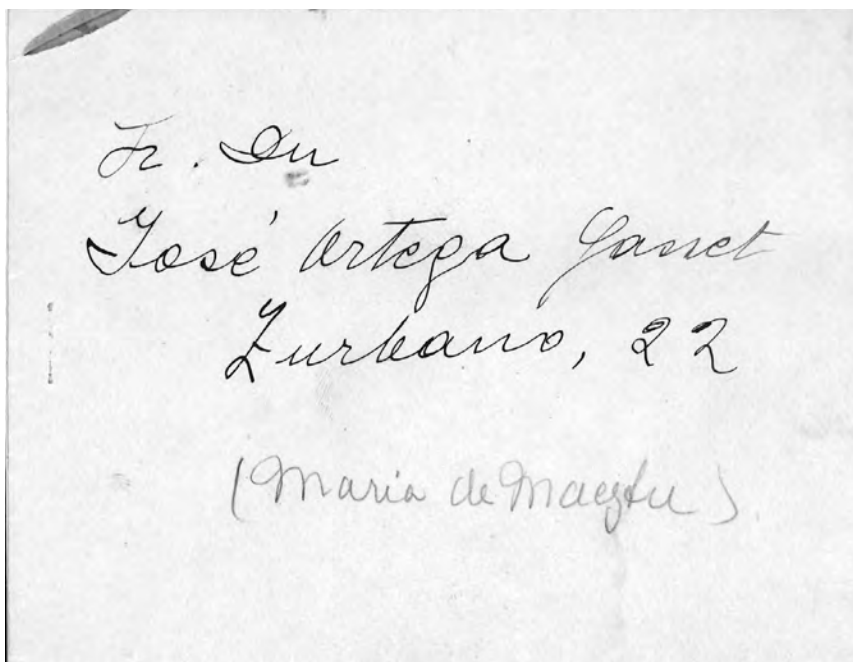 Sr. Dn
José Ortega Gasset
Zurbano, 22
(Maria de Maeztu)